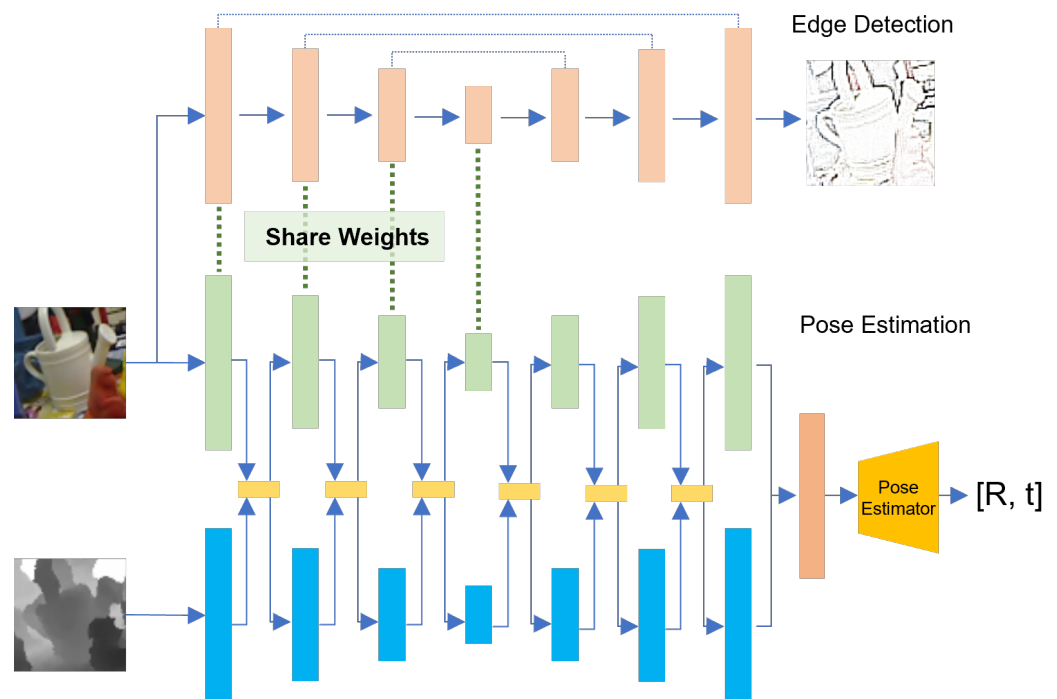 Edge Detection
Share Weights
Pose Estimation
Pose
Estimator
[R, t]